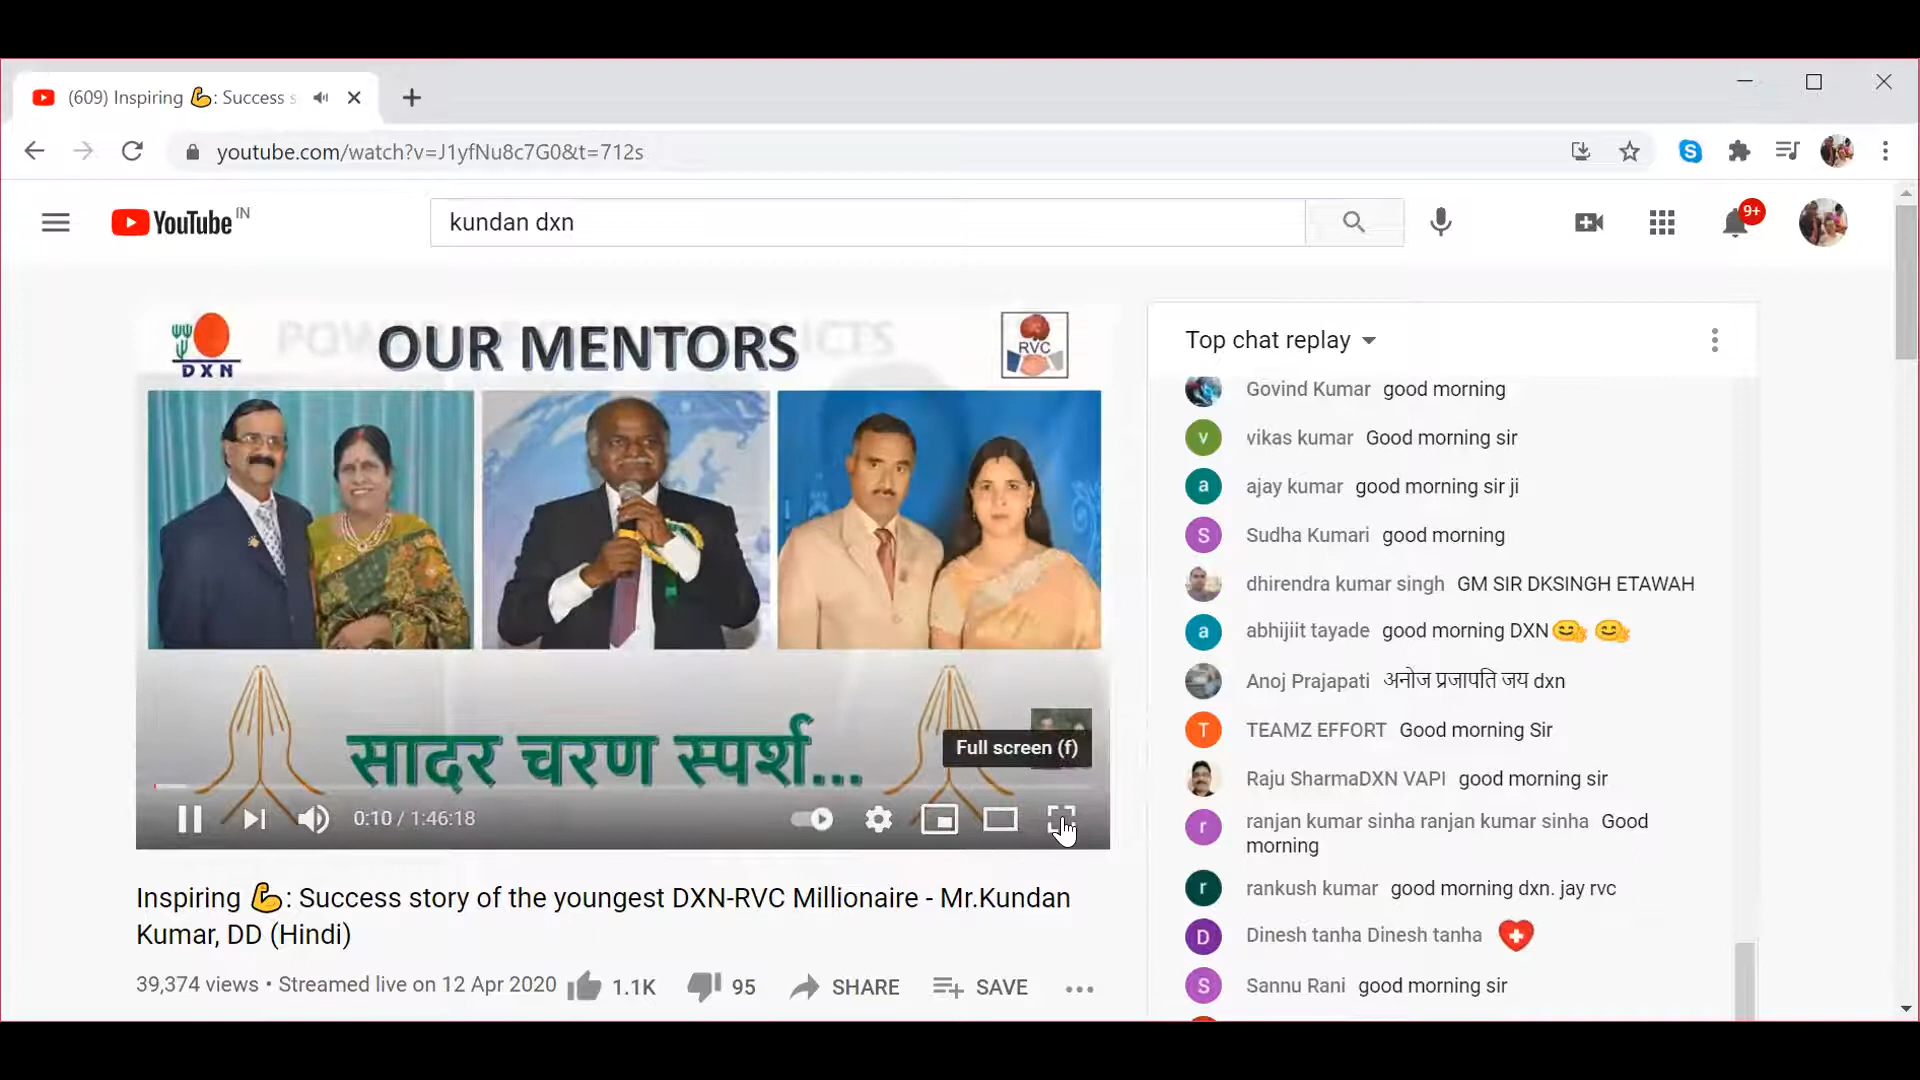 (609) Inspiring 💪: Success s
youtube.com/watch?v=J1yfNu8c7G0&t=712s
YouTube IN
kundan dxn
9+
DXN
OUR MENTORS
RVC
सादर चरण स्पर्श...
Full screen (f)
0:10 / 1:46:18
Inspiring 💪: Success story of the youngest DXN-RVC Millionaire - Mr.Kundan
Kumar, DD (Hindi)
39,374 views • Streamed live on 12 Apr 2020 1.1K 95 SHARE SAVE
Top chat replay
Govind Kumar good morning
v vikas kumar Good morning sir
a ajay kumar good morning sir ji
S Sudha Kumari good morning
dhirendra kumar singh GM SIR DKSINGH ETAWAH
a abhijiit tayade good morning DXN
Anoj Prajapati अनोज प्रजापति जय dxn
T TEAMZ EFFORT Good morning Sir
Raju SharmaDXN VAPI good morning sir
r ranjan kumar sinha ranjan kumar sinha Good
morning
r rankush kumar good morning dxn. jay rvc
D Dinesh tanha Dinesh tanha
S Sannu Rani good morning sir